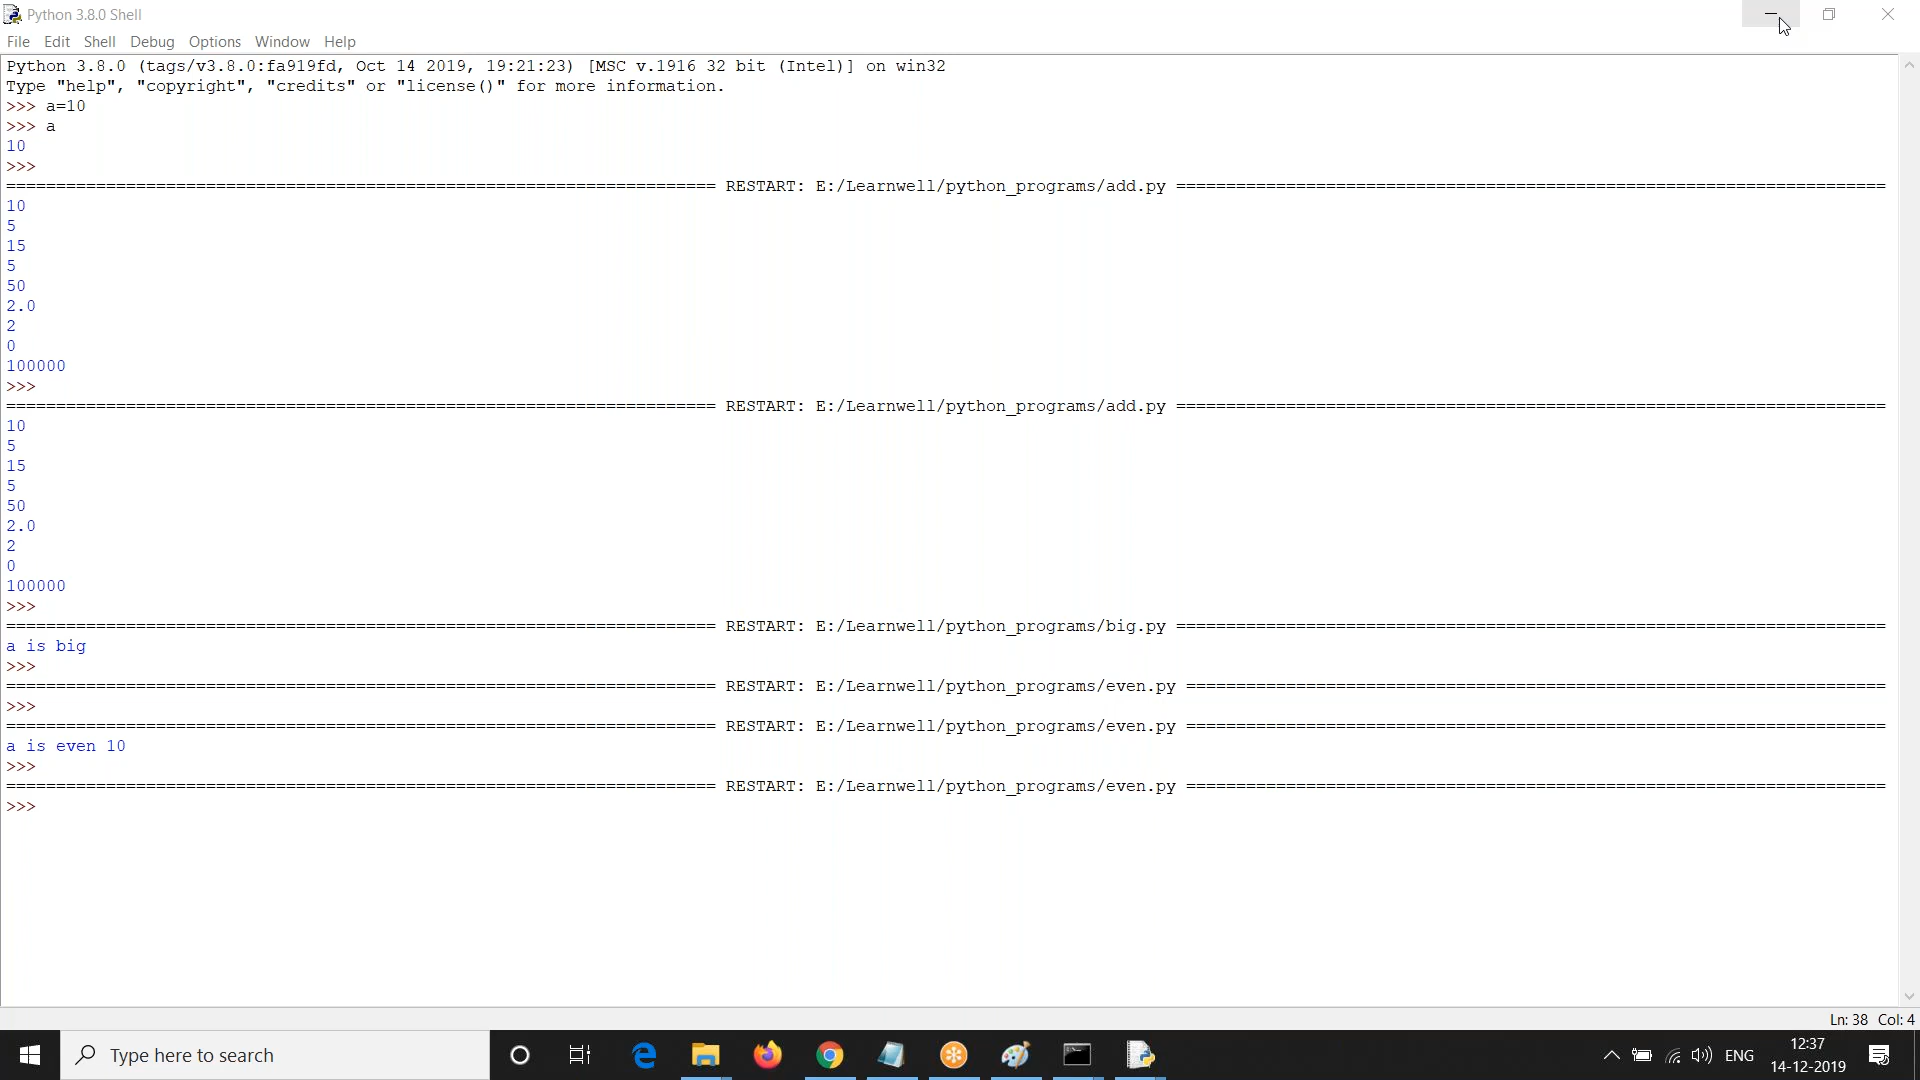 Python 3.8.0 Shell
File Edit Shell Debug Options Window Help
Python 3.8.0 (tags/v3.8.0:fa919fd, Oct 14 2019, 19:21:23) [MSC v.1916 32 bit (Intel)] on win32
Type "help", "copyright", "credits" or "license()" for more information.
>>> a=10
>>> a
10
>>>
======================================================================= RESTART: E:/Learnwell/python_programs/add.py =======================================================================
10
5
15
5
50
2.0
2
0
100000
>>>
======================================================================= RESTART: E:/Learnwell/python_programs/add.py =======================================================================
10
5
15
5
50
2.0
2
0
100000
>>>
======================================================================= RESTART: E:/Learnwell/python_programs/big.py =======================================================================
a is big
>>>
======================================================================= RESTART: E:/Learnwell/python_programs/even.py ======================================================================
>>>
======================================================================= RESTART: E:/Learnwell/python_programs/even.py ======================================================================
a is even 10
>>>
======================================================================= RESTART: E:/Learnwell/python_programs/even.py ======================================================================
>>>
Ln: 38 Col: 4
Type here to search
ENG
12:37
14-12-2019